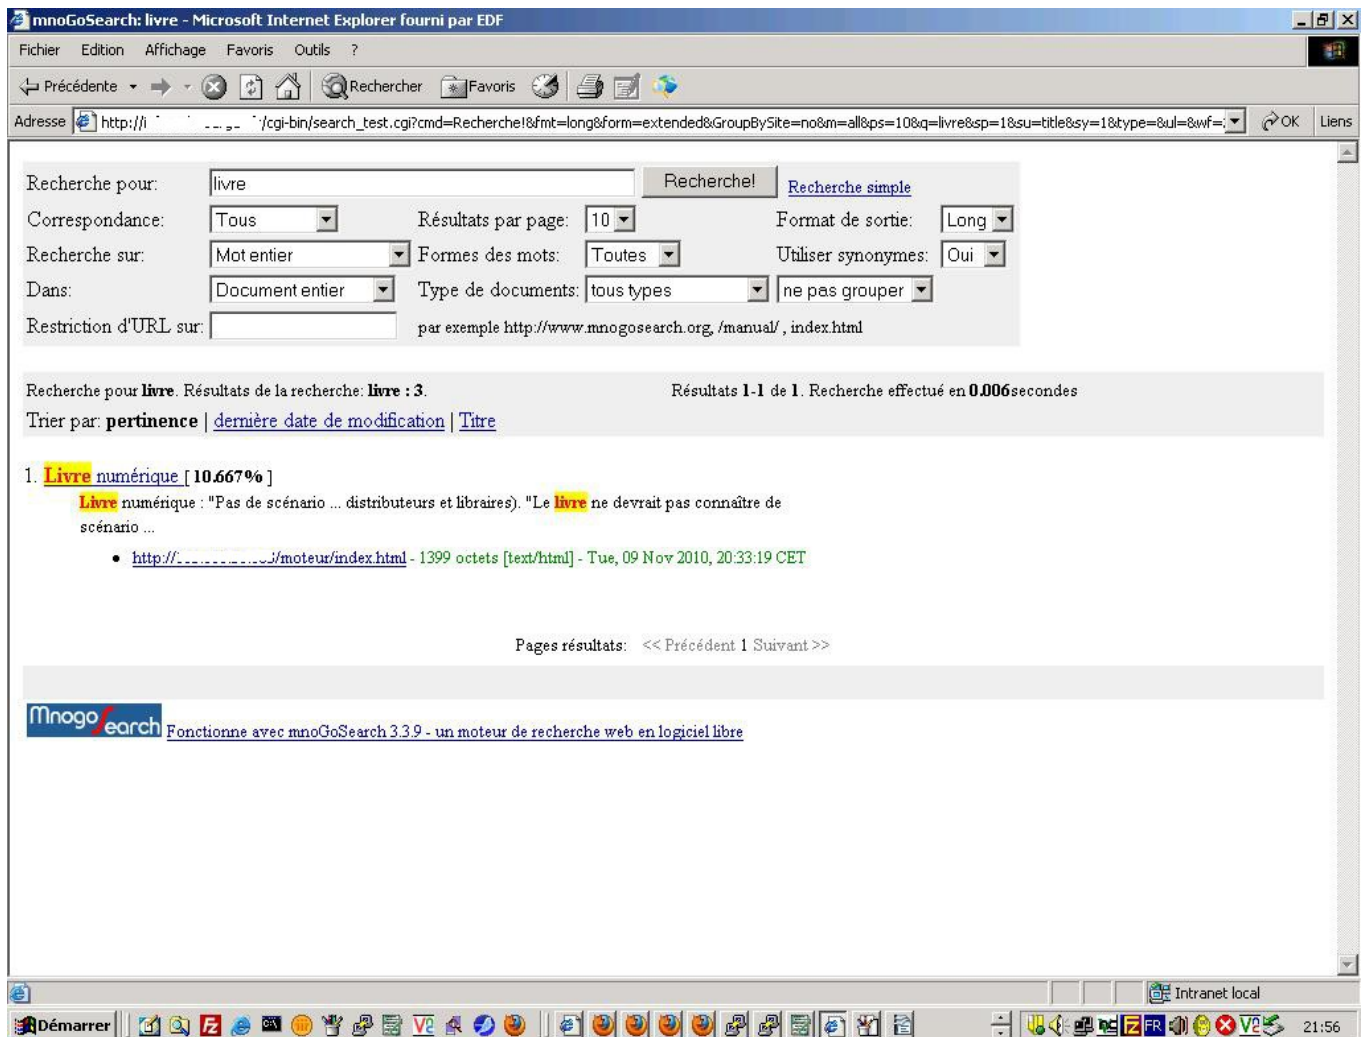 mnoGoSearch: livre - Microsoft Internet Explorer fourni par EDF
Fichier Edition Affichage Favoris Outils ?
Précédente Rechercher Favoris
Adresse http:// /cgi-bin/search_test.cgi?cmd=Recherche!&fmt=long&form=extended&GroupBySite=no&m=all&ps=10&q=livre&sp=1&su=title&sy=1&type=&ul=&wf= OK Liens
Recherche pour: livre Recherche! Recherche simple
Correspondance: Tous Résultats par page: 10 Format de sortie: Long
Recherche sur: Mot entier Formes des mots: Toutes Utiliser synonymes: Oui
Dans: Document entier Type de documents: tous types ne pas grouper
Restriction d'URL sur: par exemple http://www.mnogosearch.org, /manual/ , index.html
Recherche pour livre. Résultats de la recherche: livre : 3. Résultats 1-1 de 1. Recherche effectué en 0.006secondes
Trier par: pertinence | dernière date de modification | Titre
1. Livre numérique [ 10.667% ]
Livre numérique : "Pas de scénario ... distributeurs et libraires). "Le livre ne devrait pas connaître de
scénario ...
• http:// /moteur/index.html - 1399 octets [text/html] - Tue, 09 Nov 2010, 20:33:19 CET
Pages résultats: << Précédent 1 Suivant >>
MnogoSearch Fonctionne avec mnoGoSearch 3.3.9 - un moteur de recherche web en logiciel libre
Intranet local
Démarrer FR 21:56